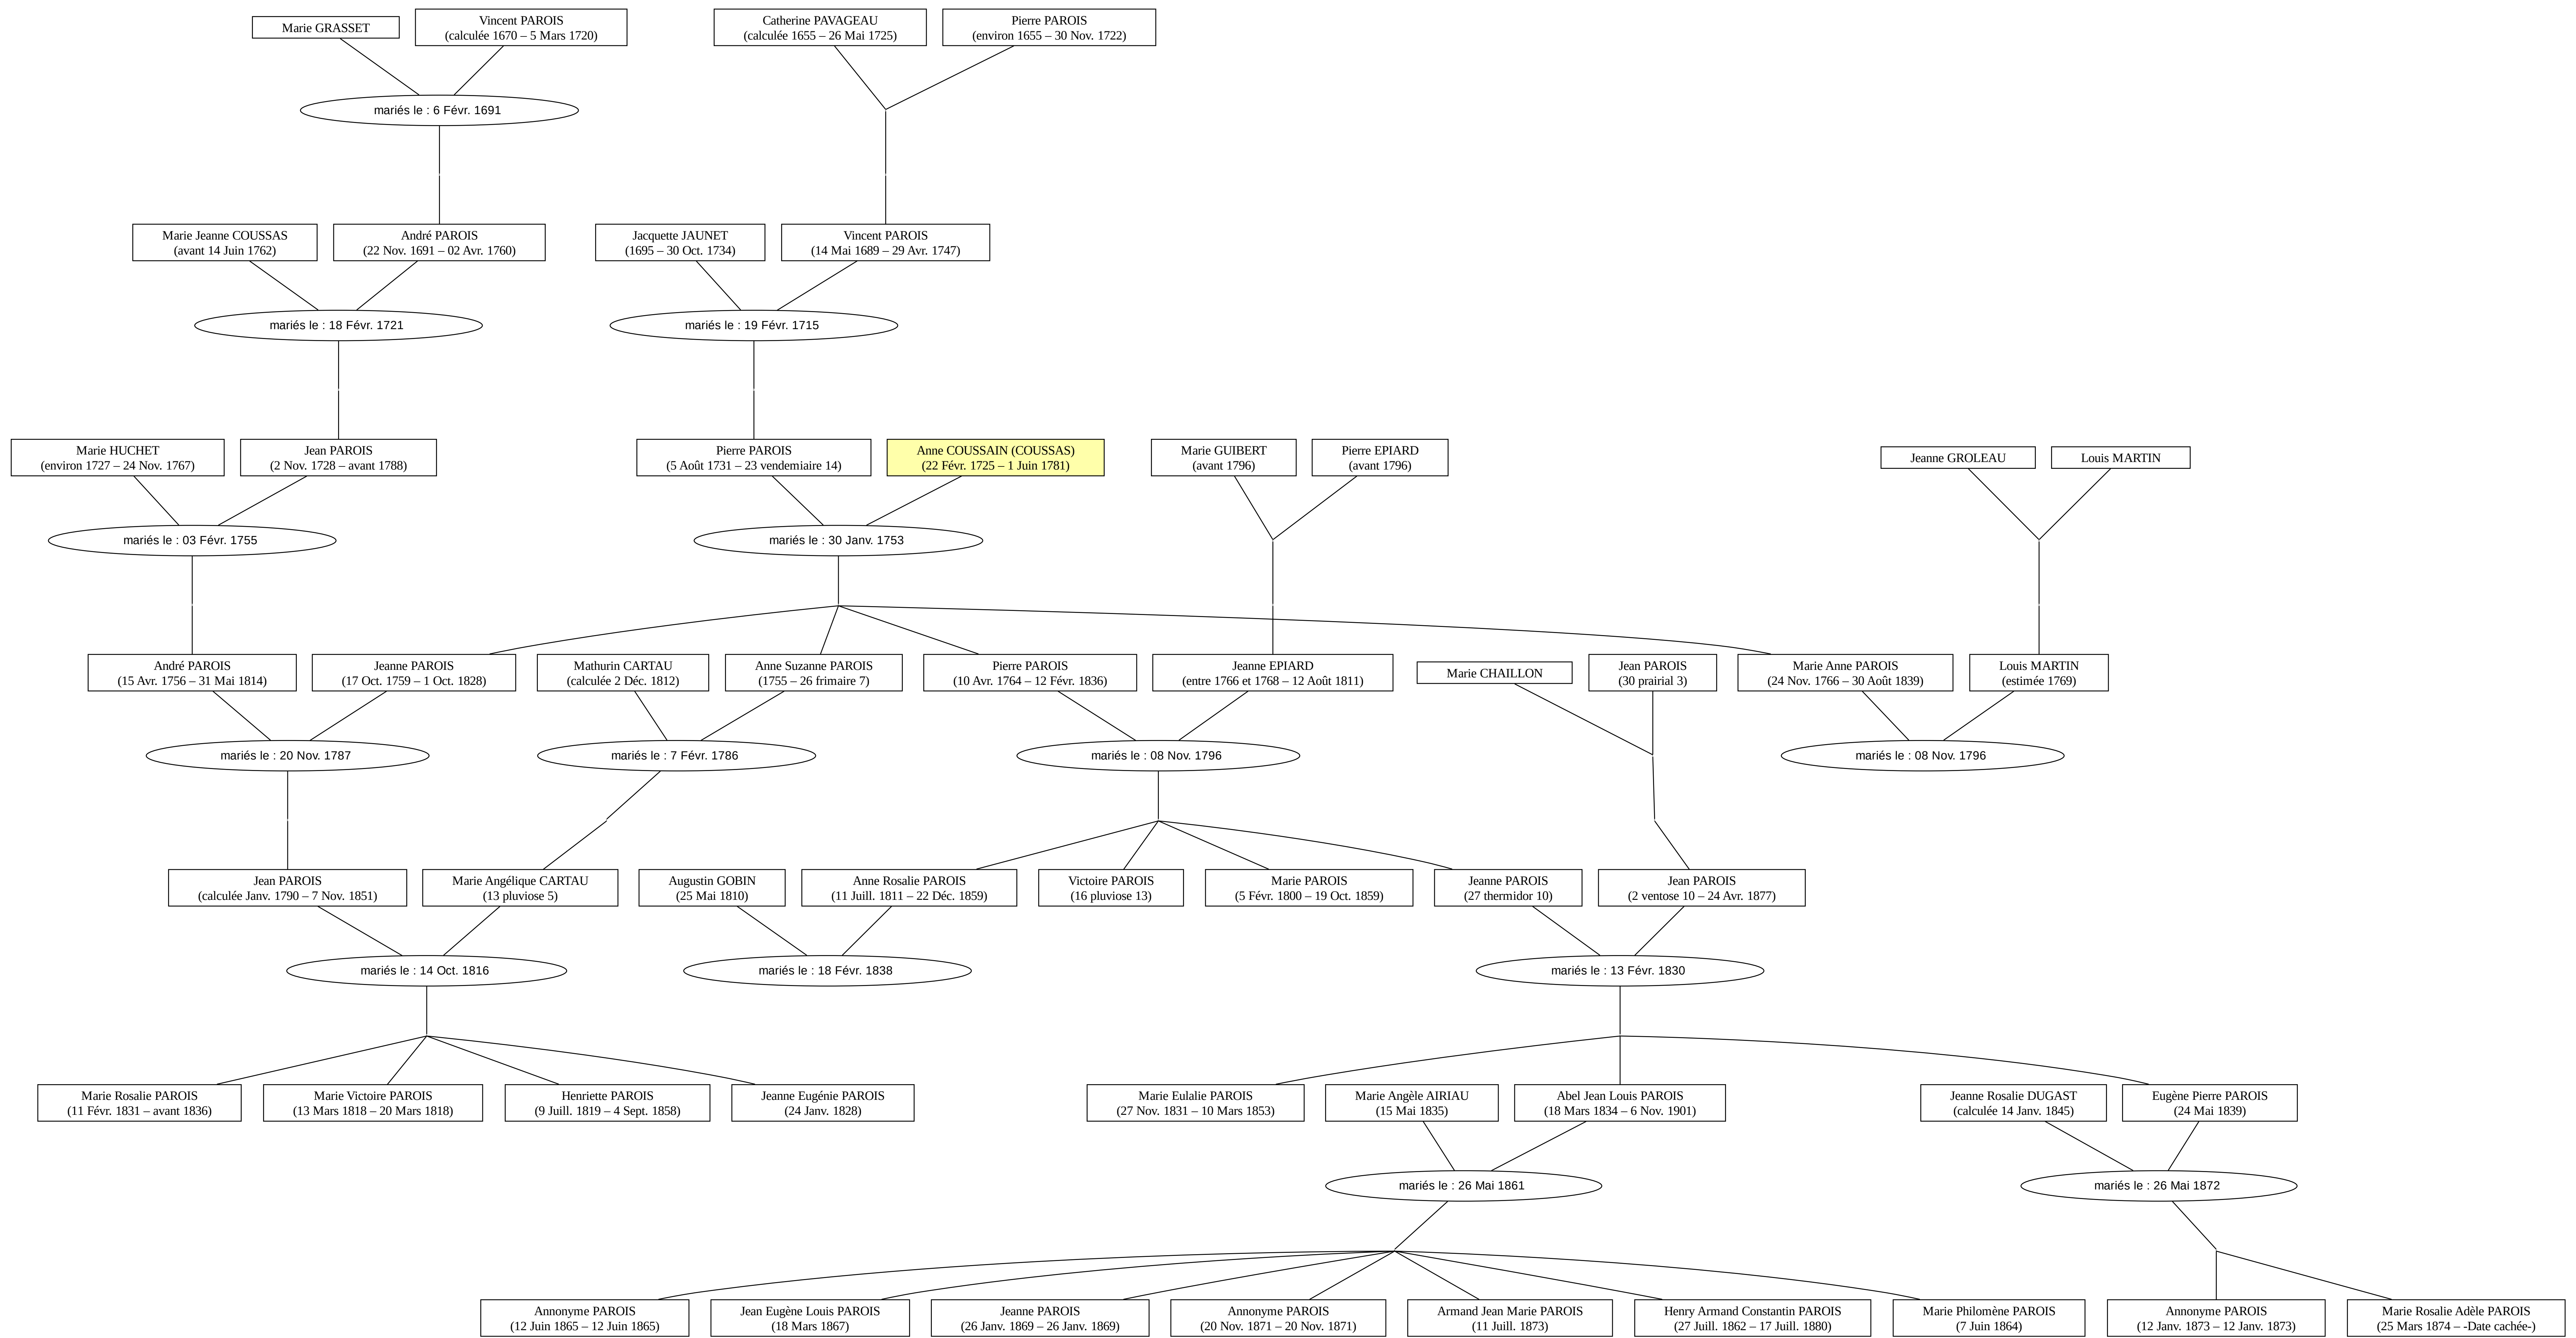 Marie GRASSET
Vincent PAROIS
(calculée 1670 – 5 Mars 1720)
Catherine PAVAGEAU
(calculée 1655 – 26 Mai 1725)
Pierre PAROIS
(environ 1655 – 30 Nov. 1722)
mariés le : 6 Févr. 1691
Marie Jeanne COUSSAS
(avant 14 Juin 1762)
André PAROIS
(22 Nov. 1691 – 02 Avr. 1760)
Jacquette JAUNET
(1695 – 30 Oct. 1734)
Vincent PAROIS
(14 Mai 1689 – 29 Avr. 1747)
mariés le : 18 Févr. 1721
mariés le : 19 Févr. 1715
Marie HUCHET
(environ 1727 – 24 Nov. 1767)
Jean PAROIS
(2 Nov. 1728 – avant 1788)
Pierre PAROIS
(5 Août 1731 – 23 vendemiaire 14)
Anne COUSSAIN (COUSSAS)
(22 Févr. 1725 – 1 Juin 1781)
Marie GUIBERT
(avant 1796)
Pierre EPIARD
(avant 1796)
Jeanne GROLEAU
Louis MARTIN
mariés le : 03 Févr. 1755
mariés le : 30 Janv. 1753
André PAROIS
(15 Avr. 1756 – 31 Mai 1814)
Jeanne PAROIS
(17 Oct. 1759 – 1 Oct. 1828)
Mathurin CARTAU
(calculée 2 Déc. 1812)
Anne Suzanne PAROIS
(1755 – 26 frimaire 7)
Pierre PAROIS
(10 Avr. 1764 – 12 Févr. 1836)
Jeanne EPIARD
(entre 1766 et 1768 – 12 Août 1811)
Marie CHAILLON
Jean PAROIS
(30 prairial 3)
Marie Anne PAROIS
(24 Nov. 1766 – 30 Août 1839)
Louis MARTIN
(estimée 1769)
mariés le : 20 Nov. 1787
mariés le : 7 Févr. 1786
mariés le : 08 Nov. 1796
mariés le : 08 Nov. 1796
Jean PAROIS
(calculée Janv. 1790 – 7 Nov. 1851)
Marie Angélique CARTAU
(13 pluviose 5)
Augustin GOBIN
(25 Mai 1810)
Anne Rosalie PAROIS
(11 Juill. 1811 – 22 Déc. 1859)
Victoire PAROIS
(16 pluviose 13)
Marie PAROIS
(5 Févr. 1800 – 19 Oct. 1859)
Jeanne PAROIS
(27 thermidor 10)
Jean PAROIS
(2 ventose 10 – 24 Avr. 1877)
mariés le : 14 Oct. 1816
mariés le : 18 Févr. 1838
mariés le : 13 Févr. 1830
Marie Rosalie PAROIS
(11 Févr. 1831 – avant 1836)
Marie Victoire PAROIS
(13 Mars 1818 – 20 Mars 1818)
Henriette PAROIS
(9 Juill. 1819 – 4 Sept. 1858)
Jeanne Eugénie PAROIS
(24 Janv. 1828)
Marie Eulalie PAROIS
(27 Nov. 1831 – 10 Mars 1853)
Marie Angèle AIRIAU
(15 Mai 1835)
Abel Jean Louis PAROIS
(18 Mars 1834 – 6 Nov. 1901)
Jeanne Rosalie DUGAST
(calculée 14 Janv. 1845)
Eugène Pierre PAROIS
(24 Mai 1839)
mariés le : 26 Mai 1861
mariés le : 26 Mai 1872
Annonyme PAROIS
(12 Juin 1865 – 12 Juin 1865)
Jean Eugène Louis PAROIS
(18 Mars 1867)
Jeanne PAROIS
(26 Janv. 1869 – 26 Janv. 1869)
Annonyme PAROIS
(20 Nov. 1871 – 20 Nov. 1871)
Armand Jean Marie PAROIS
(11 Juill. 1873)
Henry Armand Constantin PAROIS
(27 Juill. 1862 – 17 Juill. 1880)
Marie Philomène PAROIS
(7 Juin 1864)
Annonyme PAROIS
(12 Janv. 1873 – 12 Janv. 1873)
Marie Rosalie Adèle PAROIS
(25 Mars 1874 – -Date cachée-)